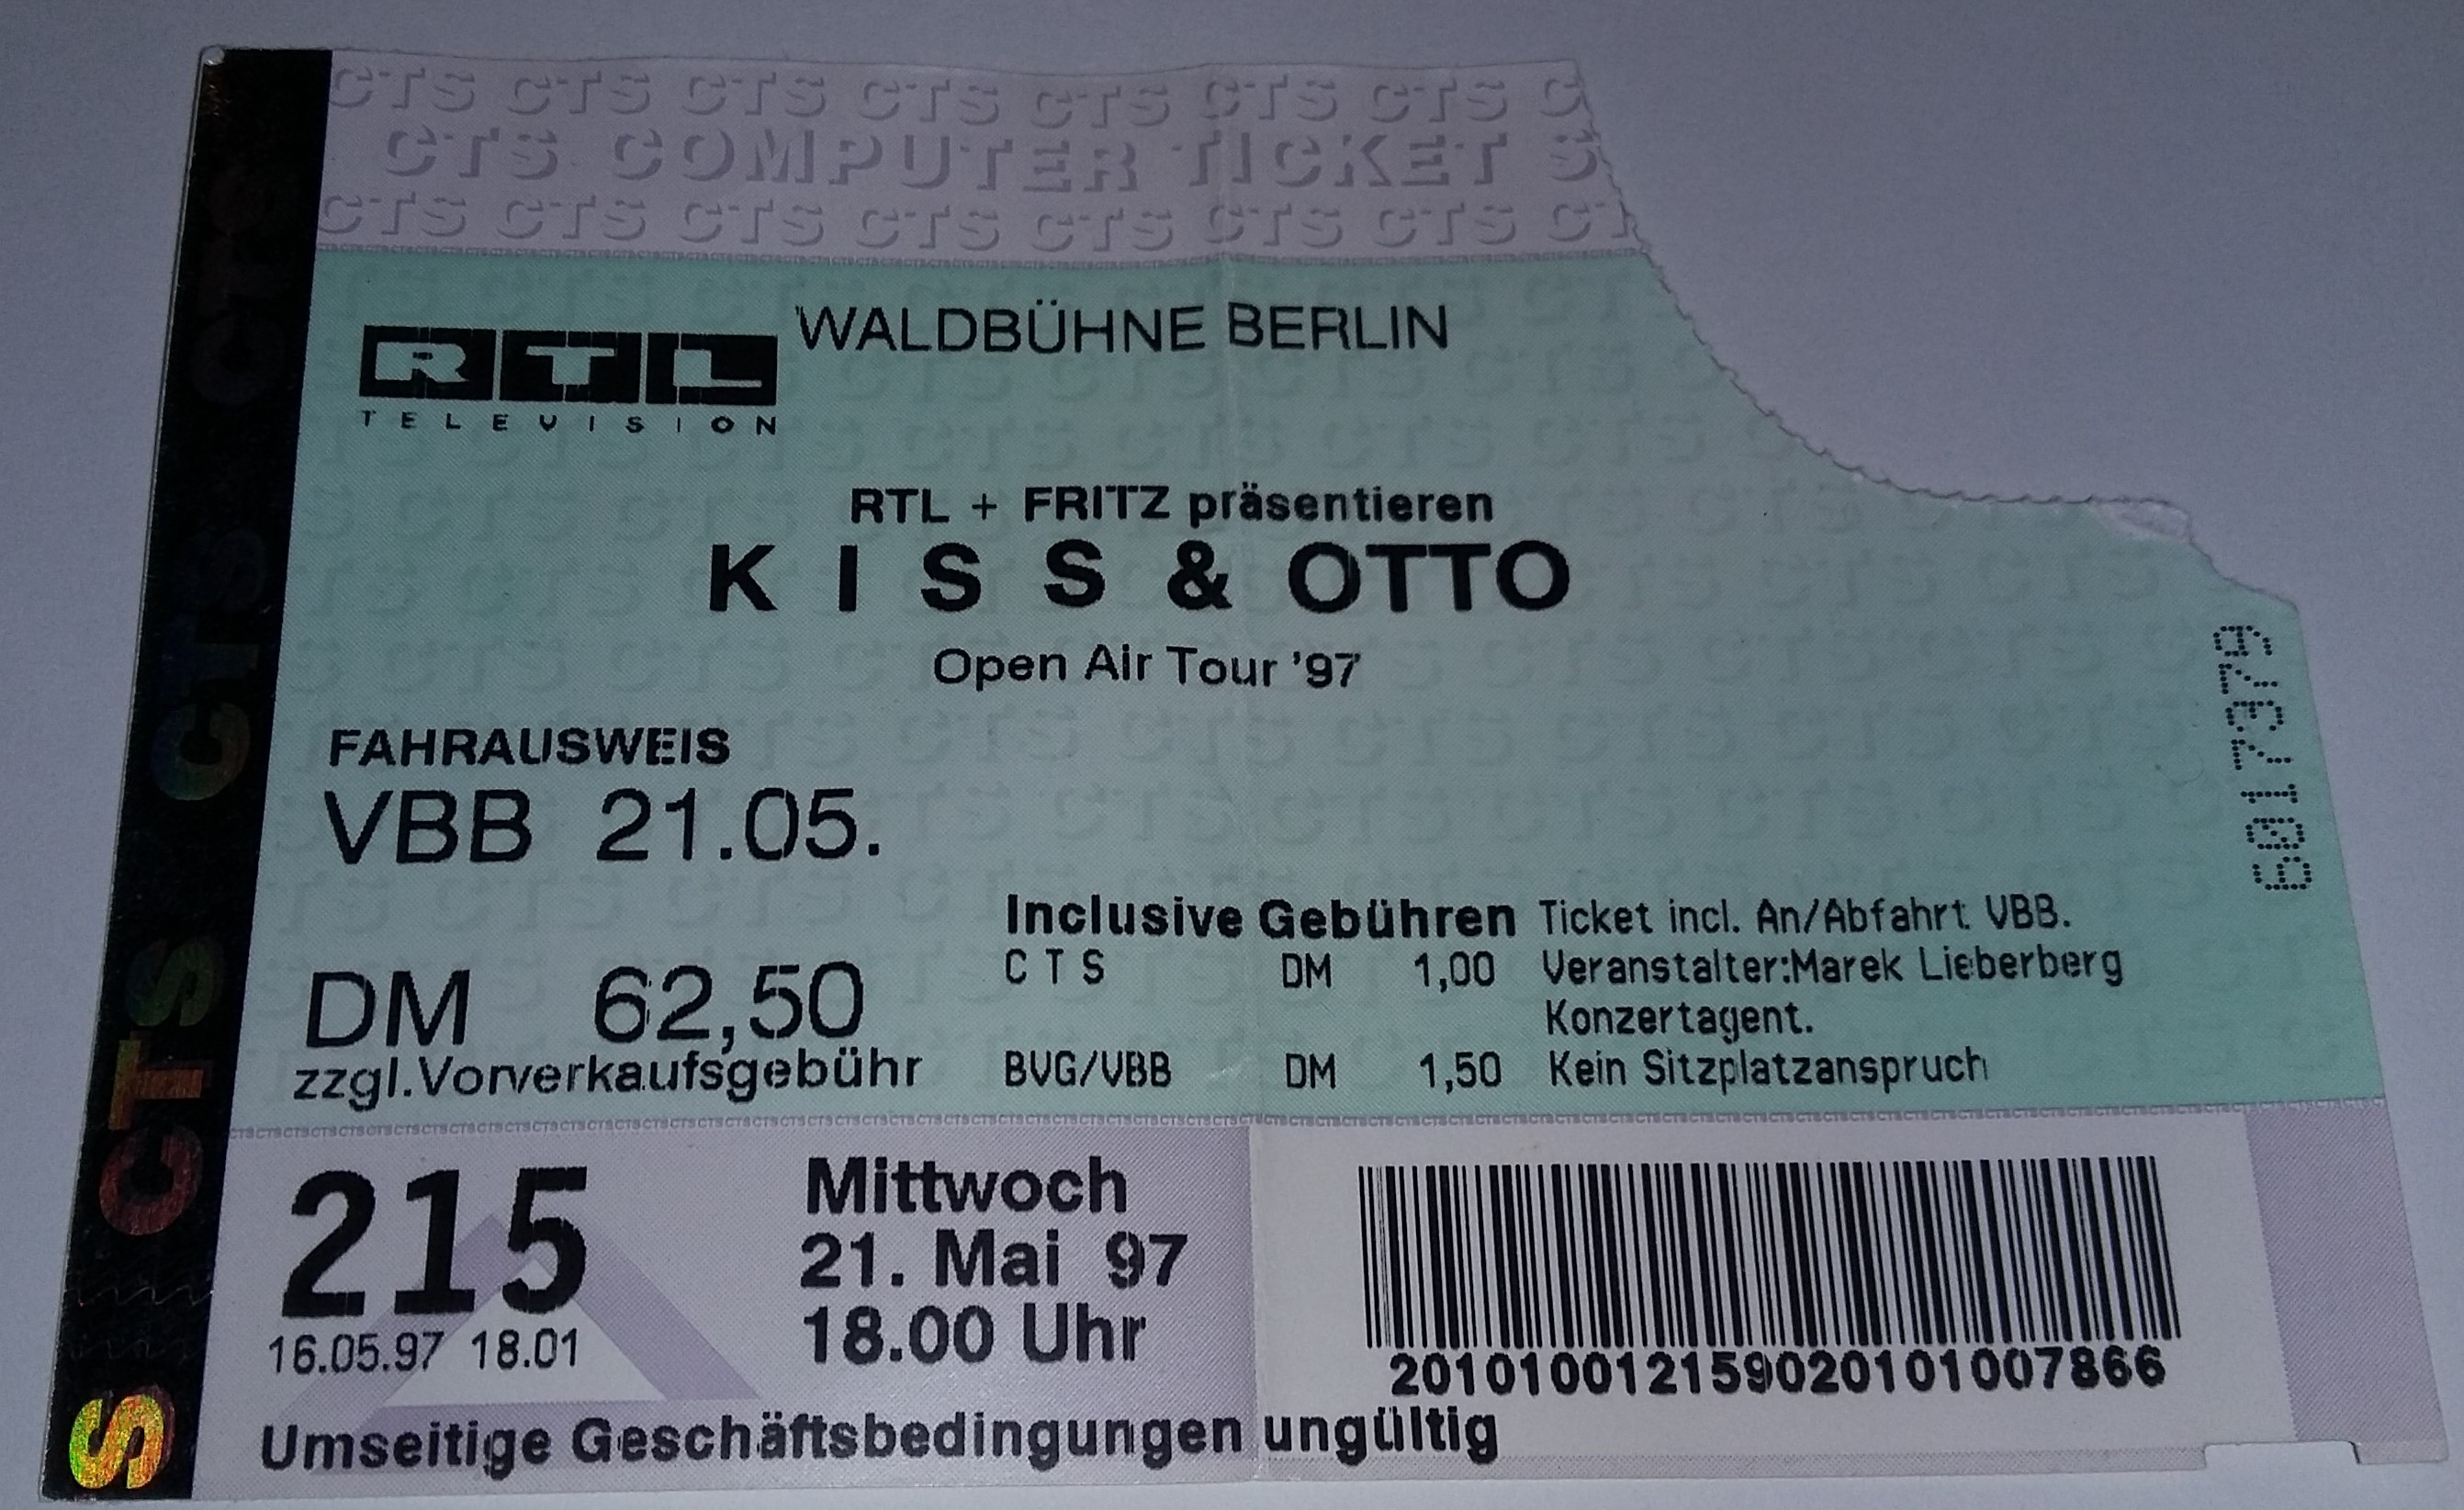 CTS CTS CTS CTS CTS CTS CTS C
CTS COMPUTER TICKET S
CTS CTS CTS CTS CTS CTS CTS CT
WALDBÜHNE BERLIN
RTL
TELEVISION
RTL + FRITZ präsentieren
KISS & OTTO
Open Air Tour '97
FAHRAUSWEIS
VBB 21.05.
6017379
Inclusive Gebühren Ticket incl. An/Abfahrt VBB.
CTS DM 1,00 Veranstalter:Marek Lieberberg
DM 62,50
Konzertagent.
zzgl.Vorverkaufsgebühr BVG/VBB DM 1,50 Kein Sitzplatzanspruch
215
16.05.97 18.01
Mittwoch
21. Mai 97
18.00 Uhr
201010012159020101007866
Umseitige Geschäftsbedingungen ungültig
S CTS CTS CTS CTS